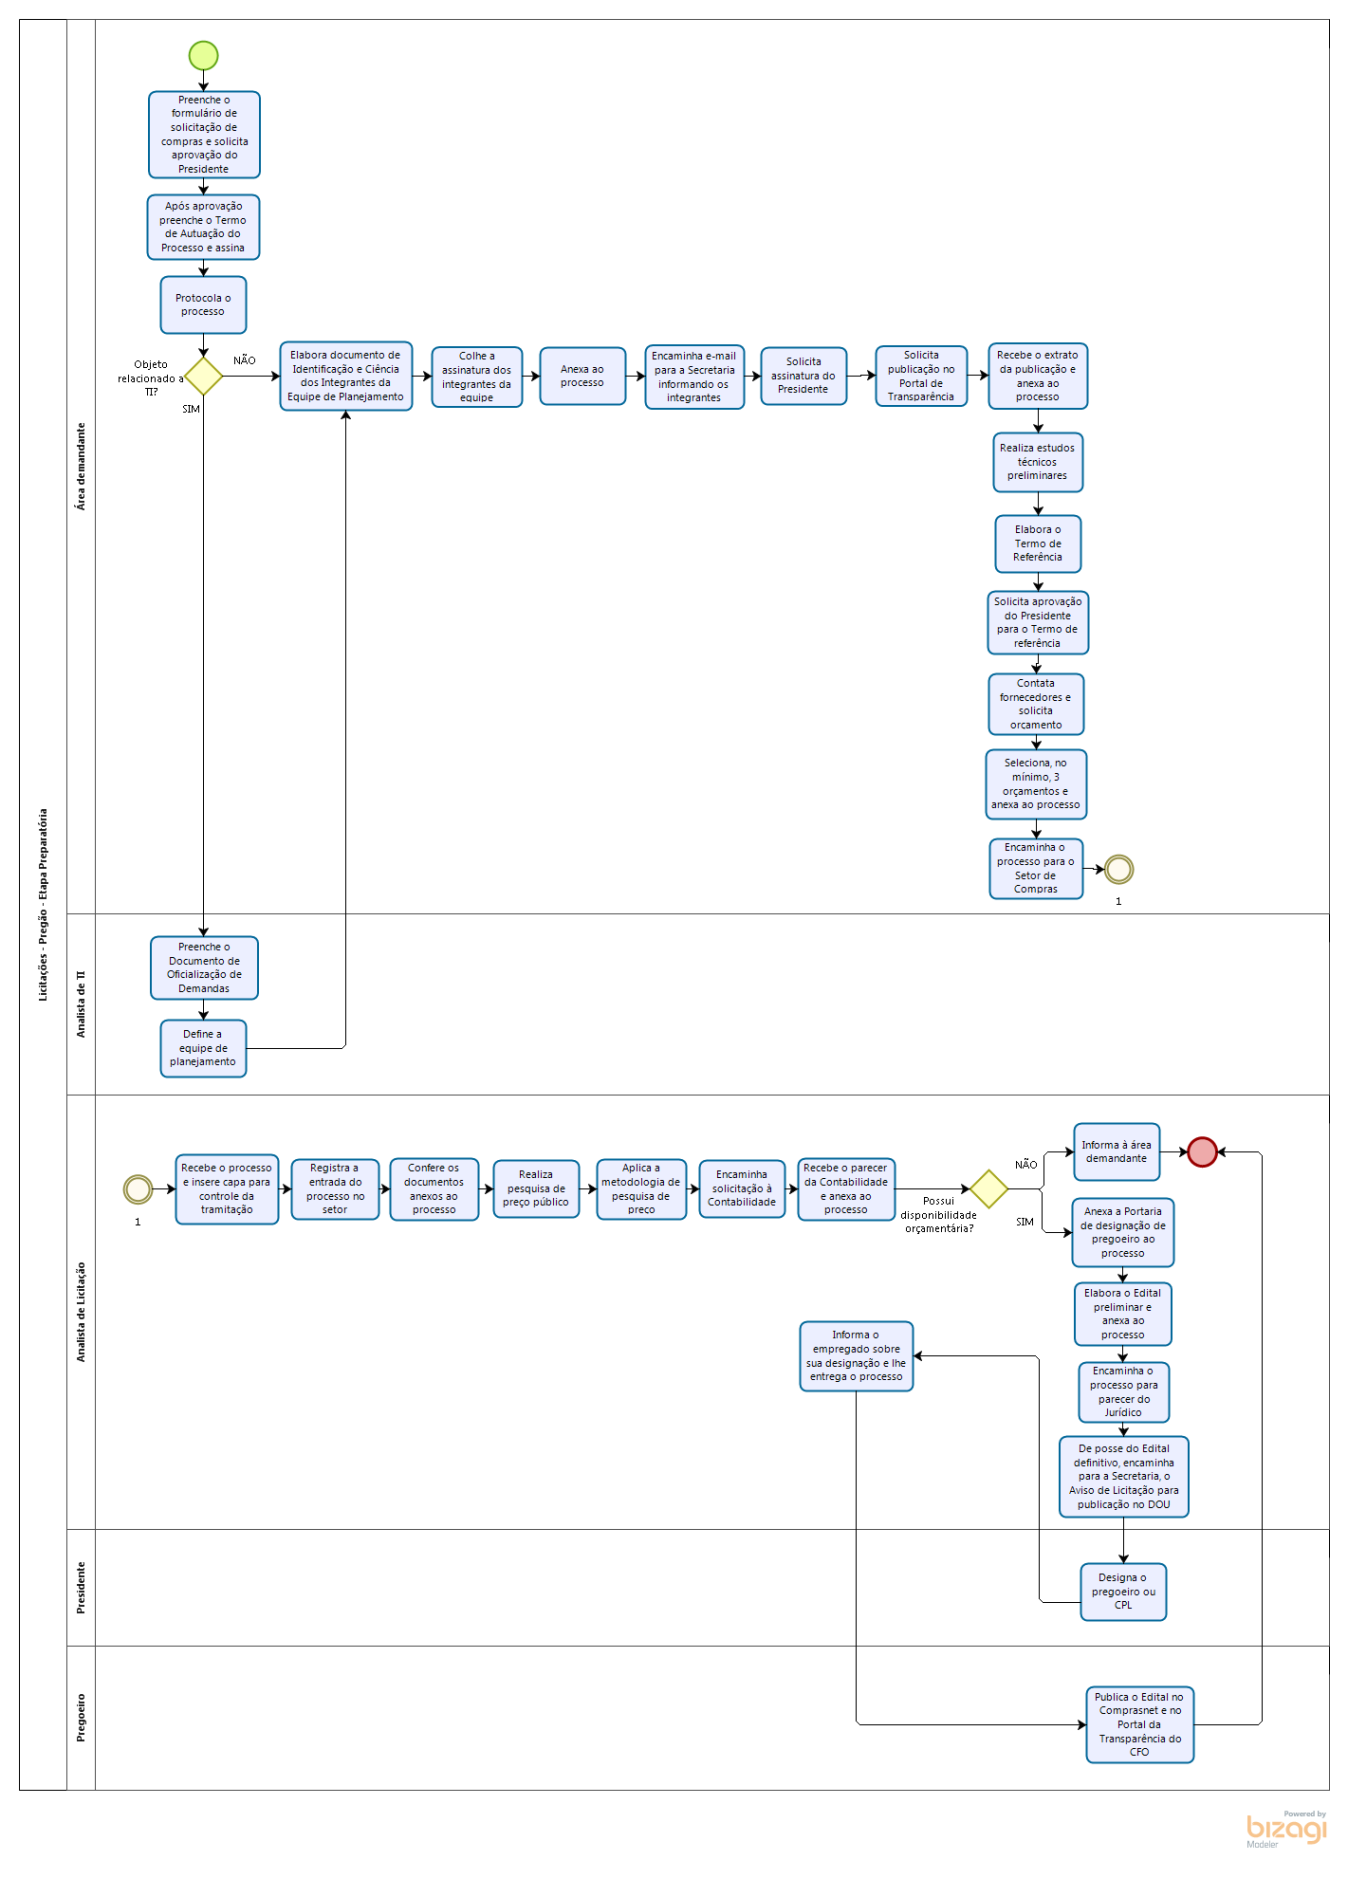 Licitações - Pregão - Etapa Preparatória
Área demandante
Preenche o
formulário de
solicitação de
compras e solicita
aprovação do
Presidente
Após aprovação
preenche o Termo
de Autuação do
Processo e assina
Protocola o
processo
Objeto
relacionado a
TI?
NÃO
SIM
Elabora documento de
Identificação e Ciência
dos Integrantes da
Equipe de Planejamento
Colhe a
assinatura dos
integrantes da
equipe
Anexa ao
processo
Encaminha e-mail
para a Secretaria
informando os
integrantes
Solicita
assinatura do
Presidente
Solicita
publicação no
Portal de
Transparência
Recebe o extrato
da publicação e
anexa ao
processo
Realiza estudos
técnicos
preliminares
Elabora o
Termo de
Referência
Solicita aprovação
do Presidente
para o Termo de
referência
Contata
fornecedores e
solicita
orçamento
Seleciona, no
mínimo, 3
orçamentos e
anexa ao processo
Encaminha o
processo para o
Setor de
Compras
1
Analista de TI
Preenche o
Documento de
Oficialização de
Demandas
Define a
equipe de
planejamento
Analista de Licitação
1
Recebe o processo
e insere capa para
controle da
tramitação
Registra a
entrada do
processo no
setor
Confere os
documentos
anexos ao
processo
Realiza
pesquisa de
preço público
Aplica a
metodologia de
pesquisa de
preço
Encaminha
solicitação à
Contabilidade
Recebe o parecer
da Contabilidade
e anexa ao
processo
Possui
disponibilidade
orçamentária?
NÃO
SIM
Informa à área
demandante
Anexa a Portaria
de designação de
pregoeiro ao
processo
Elabora o Edital
preliminar e
anexa ao
processo
Encaminha o
processo para
parecer do
Jurídico
De posse do Edital
definitivo, encaminha
para a Secretaria, o
Aviso de Licitação para
publicação no DOU
Informa o
empregado sobre
sua designação e lhe
entrega o processo
Presidente
Designa o
pregoeiro ou
CPL
Pregoeiro
Publica o Edital no
Comprasnet e no
Portal da
Transparência do
CFO
Powered by
bizagi
Modeler